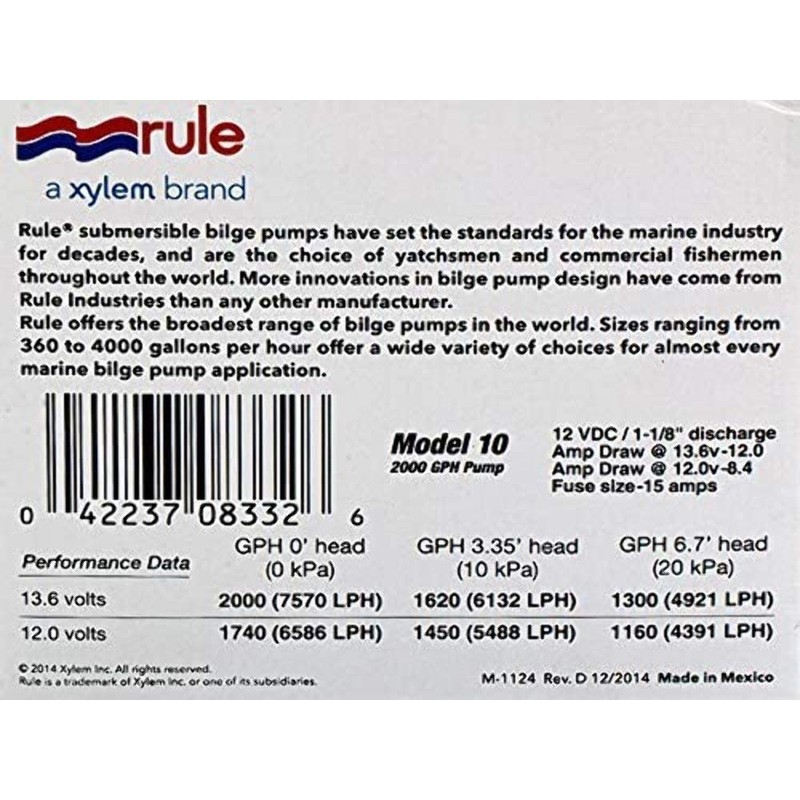 rule
a xylem brand
Rule® submersible bilge pumps have set the standards for the marine industry
for decades, and are the choice of yatchsmen and commercial fishermen
throughout the world. More innovations in bilge pump design have come from
Rule Industries than any other manufacturer.
Rule offers the broadest range of bilge pumps in the world. Sizes ranging from
360 to 4000 gallons per hour offer a wide variety of choices for almost every
marine bilge pump application.
Model 10
2000 GPH Pump
12 VDC / 1-1/8" discharge
Amp Draw @ 13.6v-12.0
Amp Draw @ 12.0v-8.4
Fuse size-15 amps
0 42237 08332 6
Performance Data GPH 0' head (0 kPa) GPH 3.35' head (10 kPa) GPH 6.7' head (20 kPa)
13.6 volts 2000 (7570 LPH) 1620 (6132 LPH) 1300 (4921 LPH)
12.0 volts 1740 (6586 LPH) 1450 (5488 LPH) 1160 (4391 LPH)
© 2014 Xylem Inc. All rights reserved.
Rule is a trademark of Xylem Inc. or one of its subsidiaries.
M-1124 Rev. D 12/2014 Made in Mexico